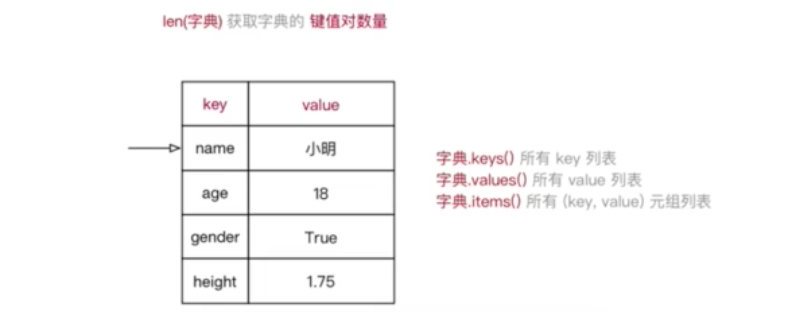 len(字典) 获取字典的 键值对数量
key value
name 小明
age 18
gender True
height 1.75
字典.keys() 所有 key 列表
字典.values() 所有 value 列表
字典.items() 所有 (key, value) 元组列表